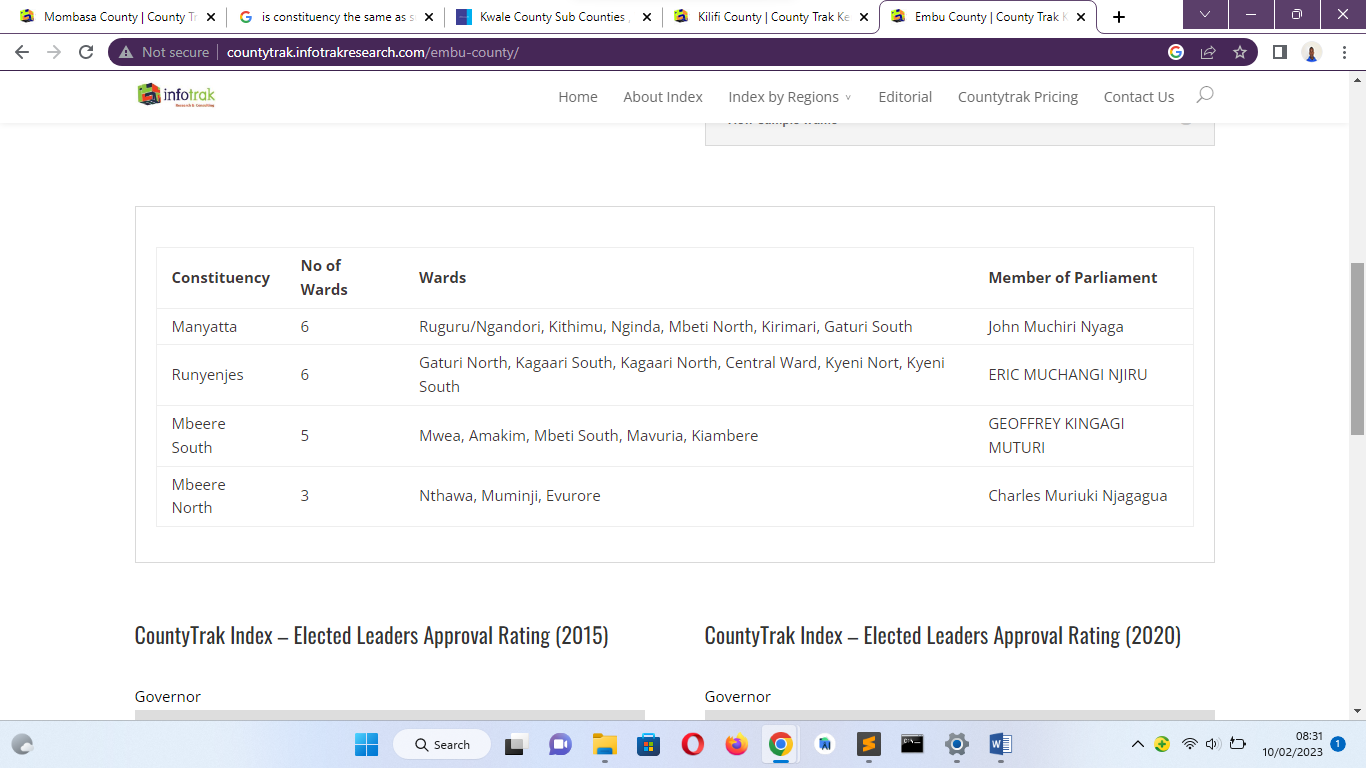 Mombasa County | County Tr
is constituency the same as s
Kwale County Sub Counties
Kilifi County | County Trak Ke
Embu County | County Trak K
Not secure
countytrak.infotrakresearch.com/embu-county/
infotrak
Research & Consulting
Home
About Index
Index by Regions
Editorial
Countytrak Pricing
Contact Us
Constituency
No of
Wards
Wards
Member of Parliament
Manyatta
6
Ruguru/Ngandori, Kithimu, Nginda, Mbeti North, Kirimari, Gaturi South
John Muchiri Nyaga
Runyenjes
6
Gaturi North, Kagaari South, Kagaari North, Central Ward, Kyeni Nort, Kyeni
South
ERIC MUCHANGI NJIRU
Mbeere
South
5
Mwea, Amakim, Mbeti South, Mavuria, Kiambere
GEOFFREY KINGAGI
MUTURI
Mbeere
North
3
Nthawa, Muminji, Evurore
Charles Muriuki Njagagua
CountyTrak Index – Elected Leaders Approval Rating (2015)
CountyTrak Index – Elected Leaders Approval Rating (2020)
Governor
Governor
Search
08:31
10/02/2023
1